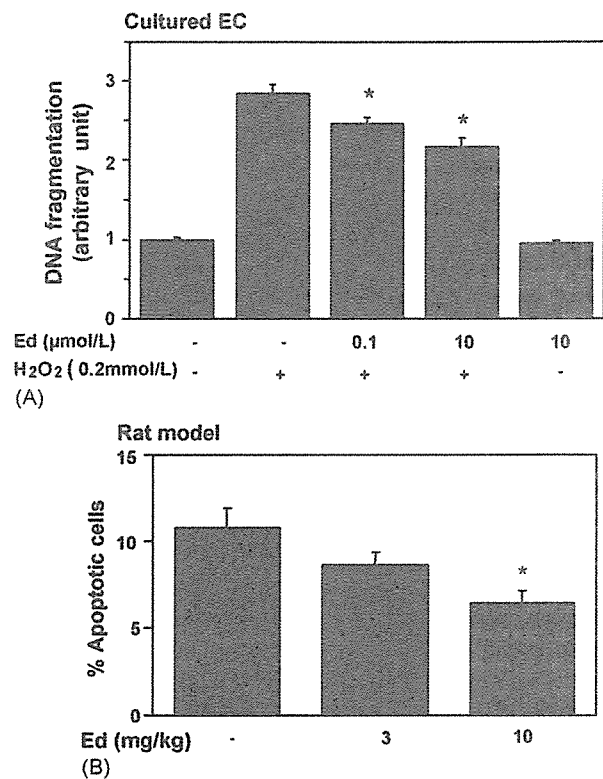 Cultured EC
DNA fragmentation
(arbitrary unit)
3
2
1
0
*
*
Ed (μmol/L) - - 0.1 10 10
H₂O₂ ( 0.2mmol/L) - + + + -
(A)
Rat model
% Apoptotic cells
15
10
5
0
*
Ed (mg/kg) - 3 10
(B)